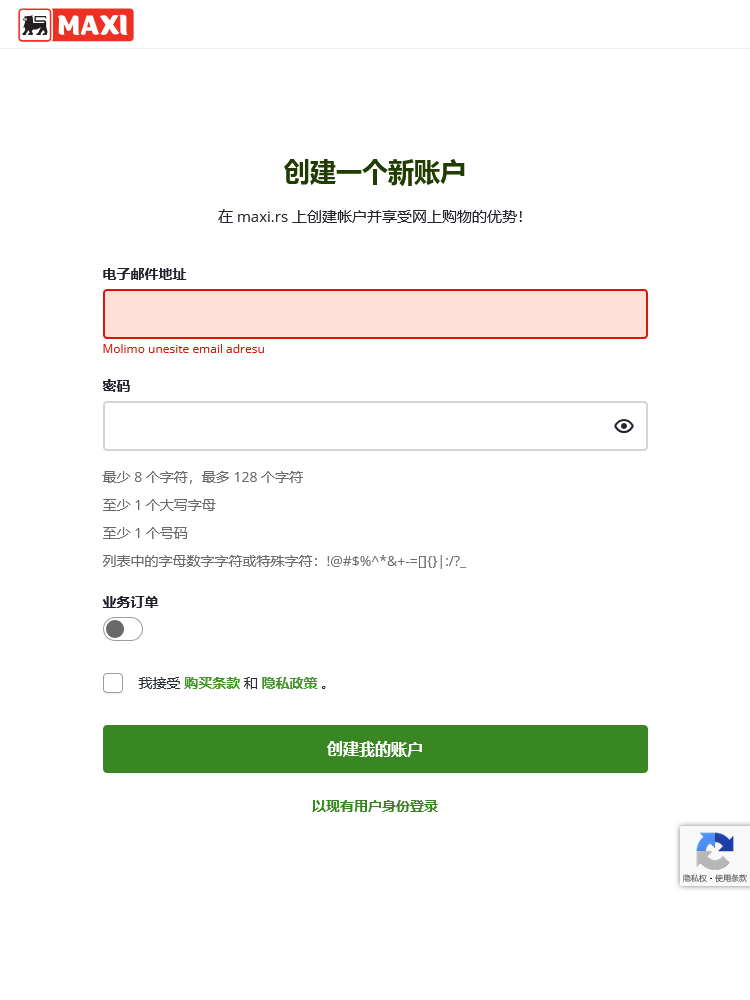 MAXI
创建一个新账户
在 maxi.rs 上创建帐户并享受网上购物的优势！
电子邮件地址
Molimo unesite email adresu
密码
最少 8 个字符，最多 128 个字符
至少 1 个大写字母
至少 1 个号码
列表中的字母数字字符或特殊字符：!@#$%^*&+-=[]{}|:/?_
业务订单
我接受 购买条款 和 隐私政策 。
创建我的账户
以现有用户身份登录
隐私权 - 使用条款